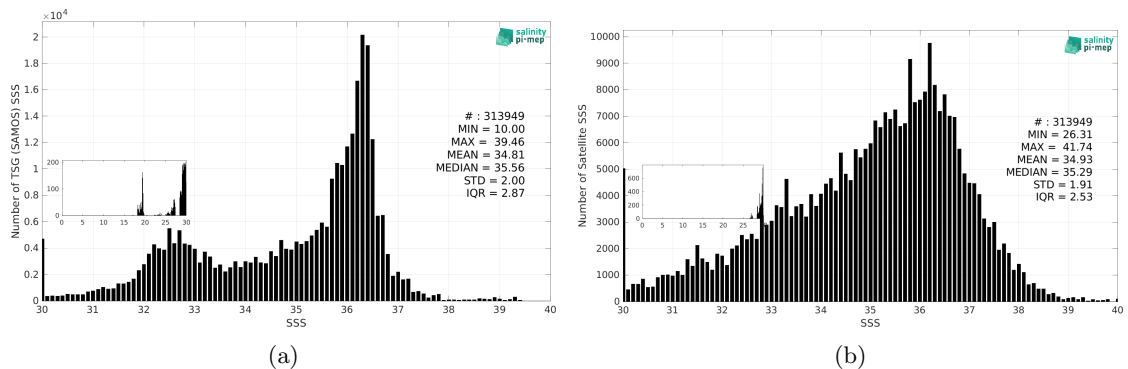 ×10⁴
2
1.8
1.6
1.4
1.2
1
0.8
0.6
0.4
0.2
0
Number of TSG (SAMOS) SSS
salinity
pi-mep
# : 313949
MIN = 10.00
MAX = 39.46
MEAN = 34.81
MEDIAN = 35.56
STD = 2.00
IQR = 2.87
200
100
0
0 5 10 15 20 25 30
30 31 32 33 34 35 36 37 38 39 40
SSS
(a)
10000
9000
8000
7000
6000
5000
4000
3000
2000
1000
0
Number of Satellite SSS
salinity
pi-mep
# : 313949
MIN = 26.31
MAX = 41.74
MEAN = 34.93
MEDIAN = 35.29
STD = 1.91
IQR = 2.53
600
400
200
0
0 5 10 15 20 25 30
30 31 32 33 34 35 36 37 38 39 40
SSS
(b)